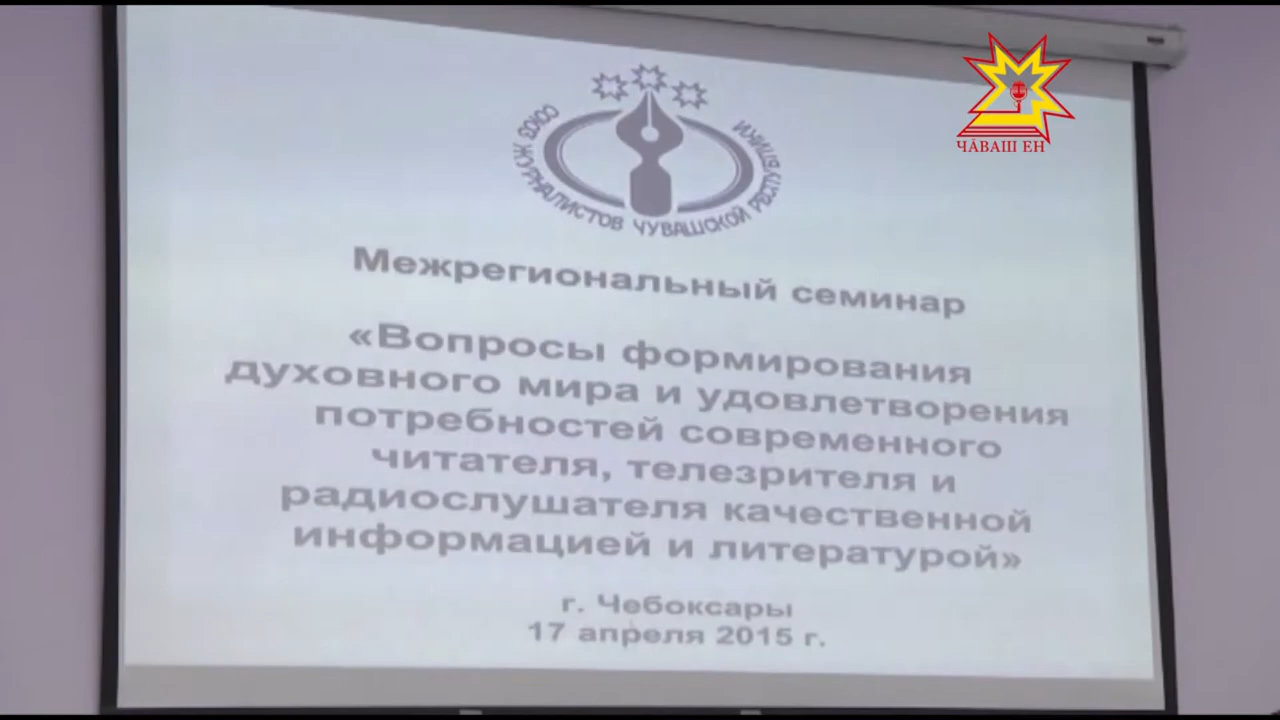 ЧӐВАШ ЕН
СОЮЗ ЖУРНАЛИСТОВ ЧУВАШСКОЙ РЕСПУБЛИКИ
Межрегиональный семинар
«Вопросы формирования
духовного мира и удовлетворения
потребностей современного
читателя, телезрителя и
радиослушателя качественной
информацией и литературой»
г. Чебоксары
17 апреля 2015 г.